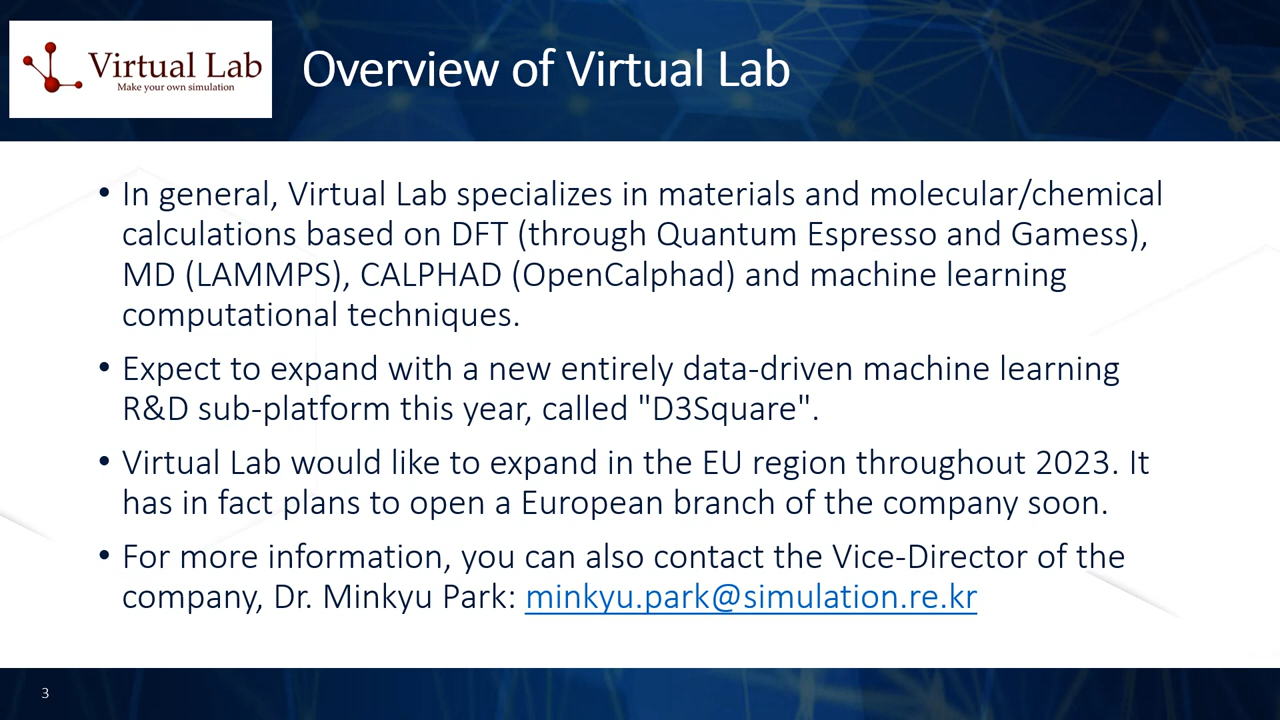 Virtual Lab
Make your own simulation
Overview of Virtual Lab
• In general, Virtual Lab specializes in materials and molecular/chemical
calculations based on DFT (through Quantum Espresso and Gamess),
MD (LAMMPS), CALPHAD (OpenCalphad) and machine learning
computational techniques.
• Expect to expand with a new entirely data-driven machine learning
R&D sub-platform this year, called "D3Square".
• Virtual Lab would like to expand in the EU region throughout 2023. It
has in fact plans to open a European branch of the company soon.
• For more information, you can also contact the Vice-Director of the
company, Dr. Minkyu Park: minkyu.park@simulation.re.kr
3